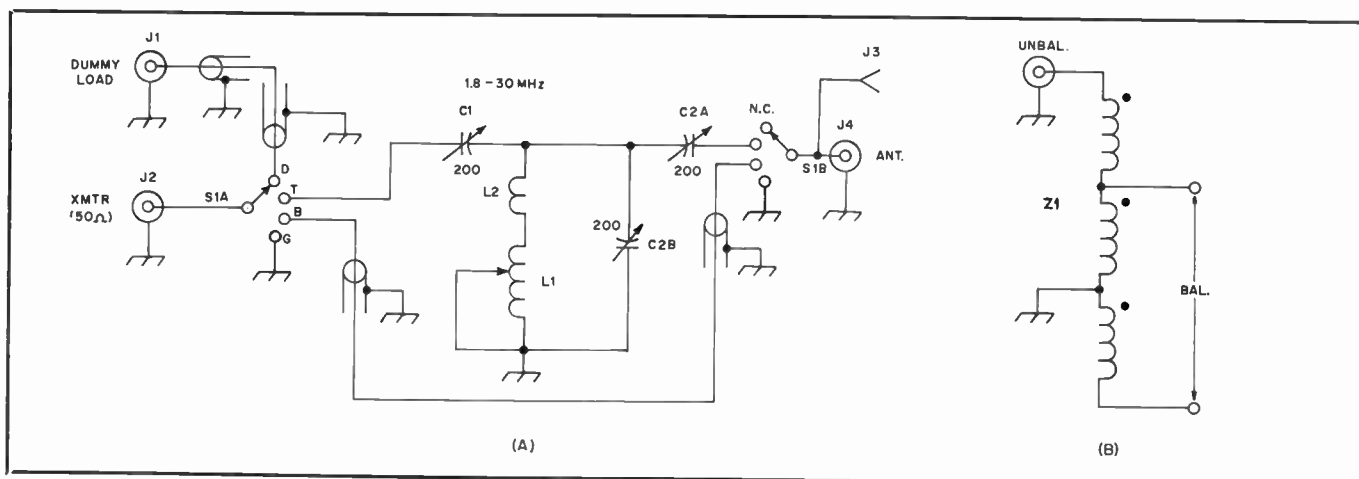 J1
DUMMY
LOAD
J2
XMTR
(50Ω)
S1A
D
T
B
G
1.8-30 MHz
C1
200
L2
L1
200
C2B
C2A
200
N.C.
S1B
J3
J4
ANT.
(A)
UNBAL.
Z1
BAL.
(B)